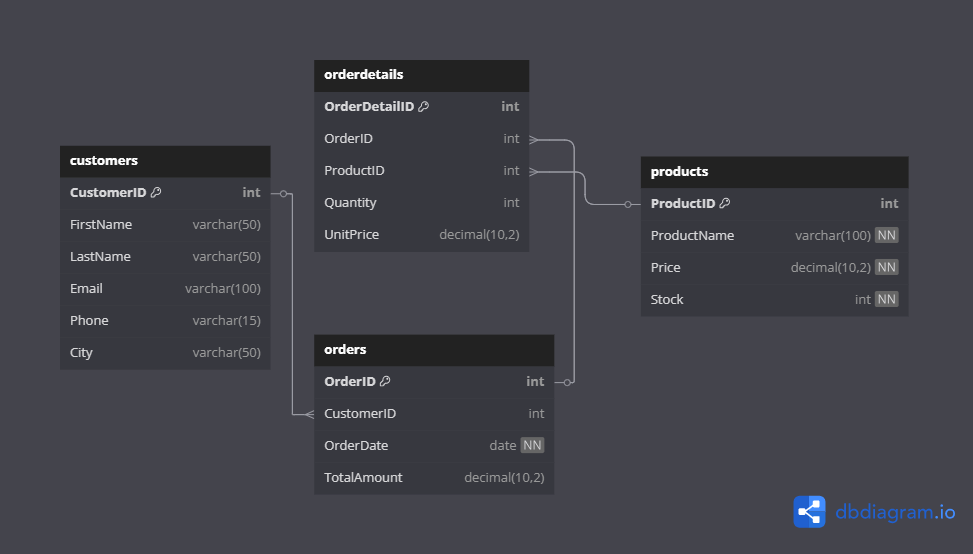 orderdetails
OrderDetailID int
OrderID int
ProductID int
Quantity int
UnitPrice decimal(10,2)
customers
CustomerID int
FirstName varchar(50)
LastName varchar(50)
Email varchar(100)
Phone varchar(15)
City varchar(50)
products
ProductID int
ProductName varchar(100) NN
Price decimal(10,2) NN
Stock int NN
orders
OrderID int
CustomerID int
OrderDate date NN
TotalAmount decimal(10,2)
dbdiagram.io